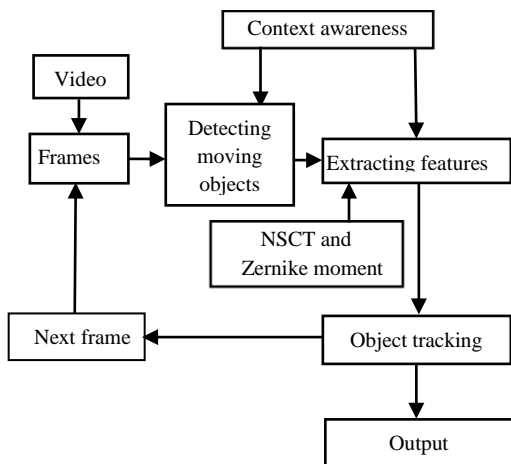 Context awareness
Video
Detecting
moving
objects
Frames
Extracting features
NSCT and
Zernike moment
Next frame
Object tracking
Output